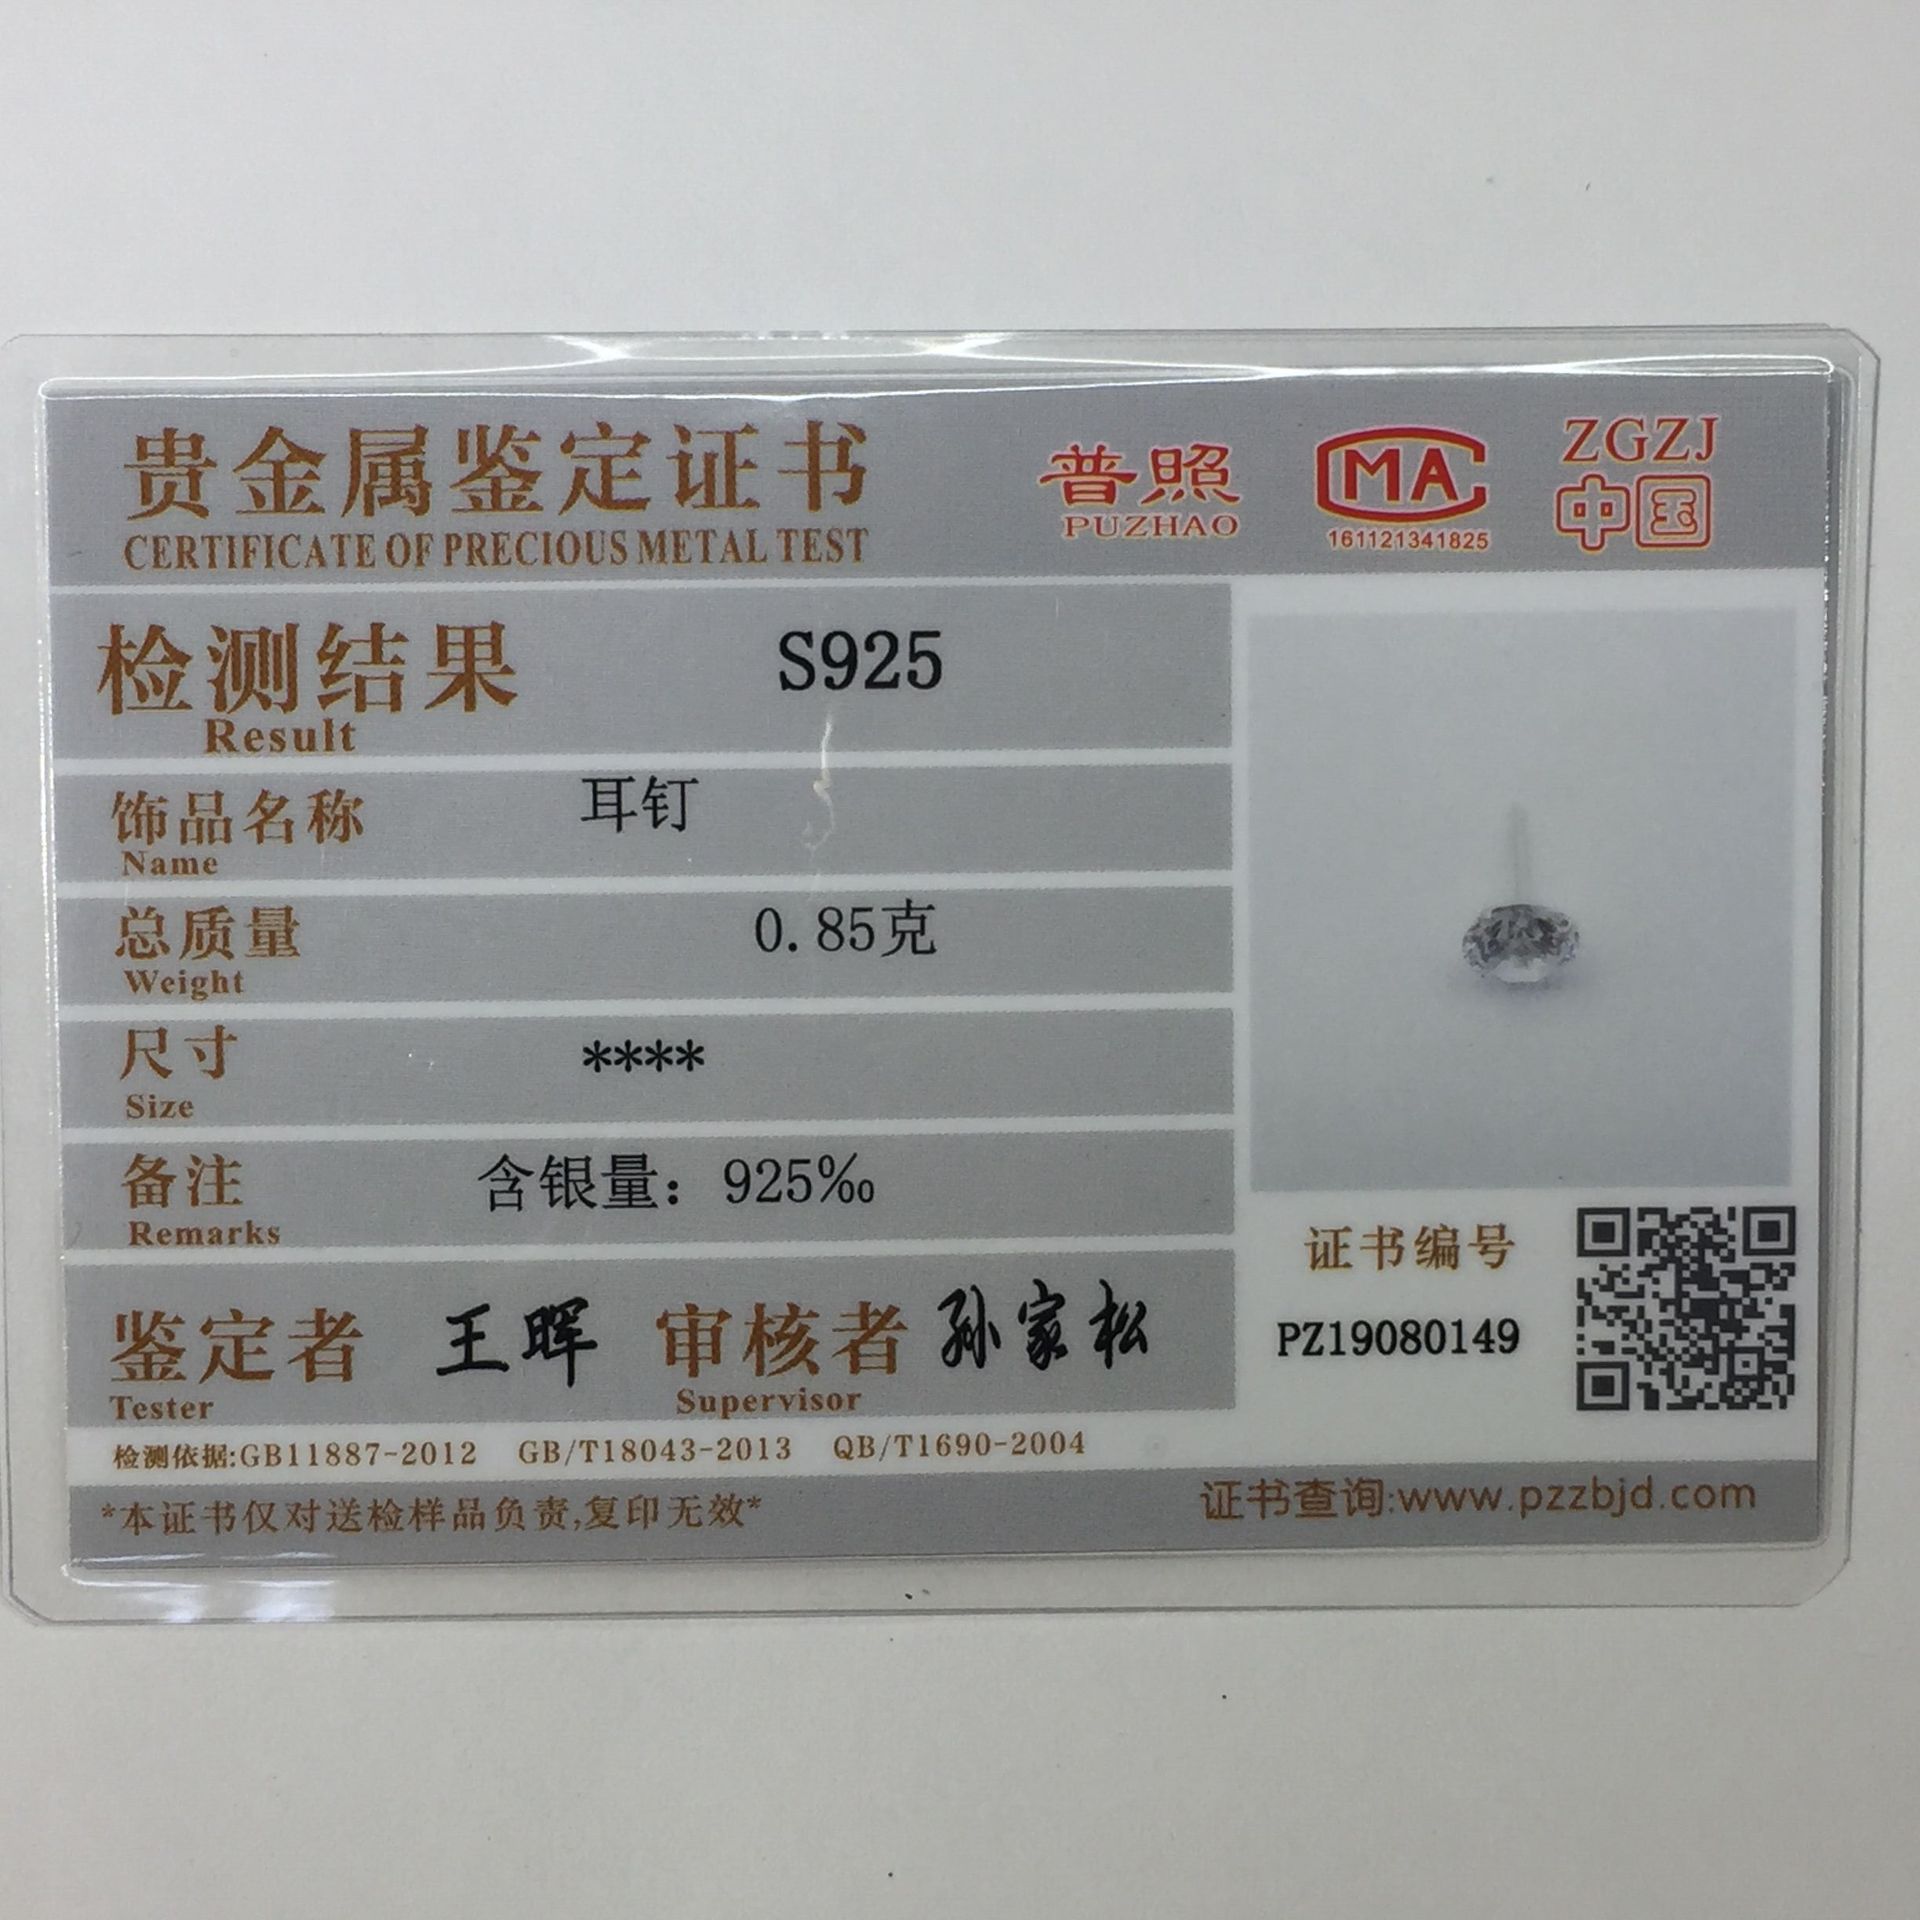 贵金属鉴定证书
CERTIFICATE OF PRECIOUS METAL TEST
普照
PUZHAO
MA
161121341825
ZGZJ
中国
检测结果 S925
Result
饰品名称 耳钉
Name
总质量 0.85克
Weight
尺寸 ****
Size
备注 含银量：925‰
Remarks
证书编号
PZ19080149
鉴定者 王晖 审核者 孙家松
Tester Supervisor
检测依据:GB11887-2012 GB/T18043-2013 QB/T1690-2004
*本证书仅对送检样品负责,复印无效*
证书查询:www.pzzbjd.com